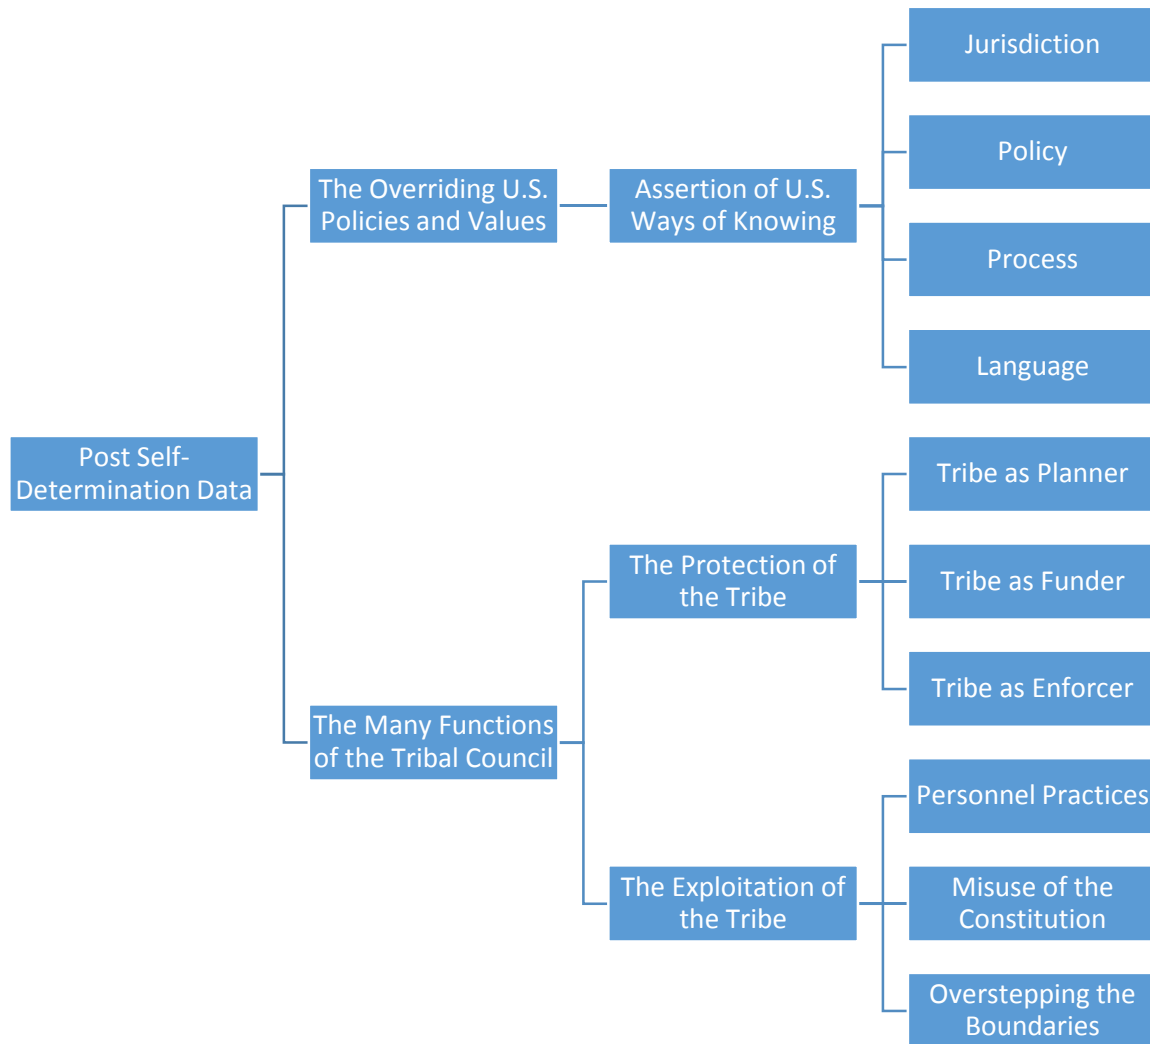 Post Self-
Determination Data
The Overriding U.S.
Policies and Values
Assertion of U.S.
Ways of Knowing
Jurisdiction
Policy
Process
Language
The Many Functions
of the Tribal Council
The Protection of
the Tribe
Tribe as Planner
Tribe as Funder
Tribe as Enforcer
The Exploitation of
the Tribe
Personnel Practices
Misuse of the
Constitution
Overstepping the
Boundaries